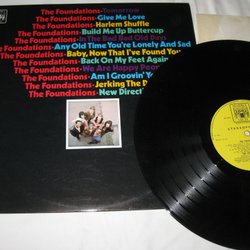 The Foundations-Tomorrow
The Foundations-Give Me Love
The Foundations-Harlem Shuffle
The Foundations-Build Me Up Buttercup
The Foundations-In The Bad Bad Old Days
The Foundations-Any Old Time You're Lonely And Sad
The Foundations-Baby, Now That I've Found You
The Foundations-Back On My Feet Again
The Foundations-We Are Happy People
The Foundations-Am I Groovin' You
The Foundations-Jerking The D
The Foundations-New Direct